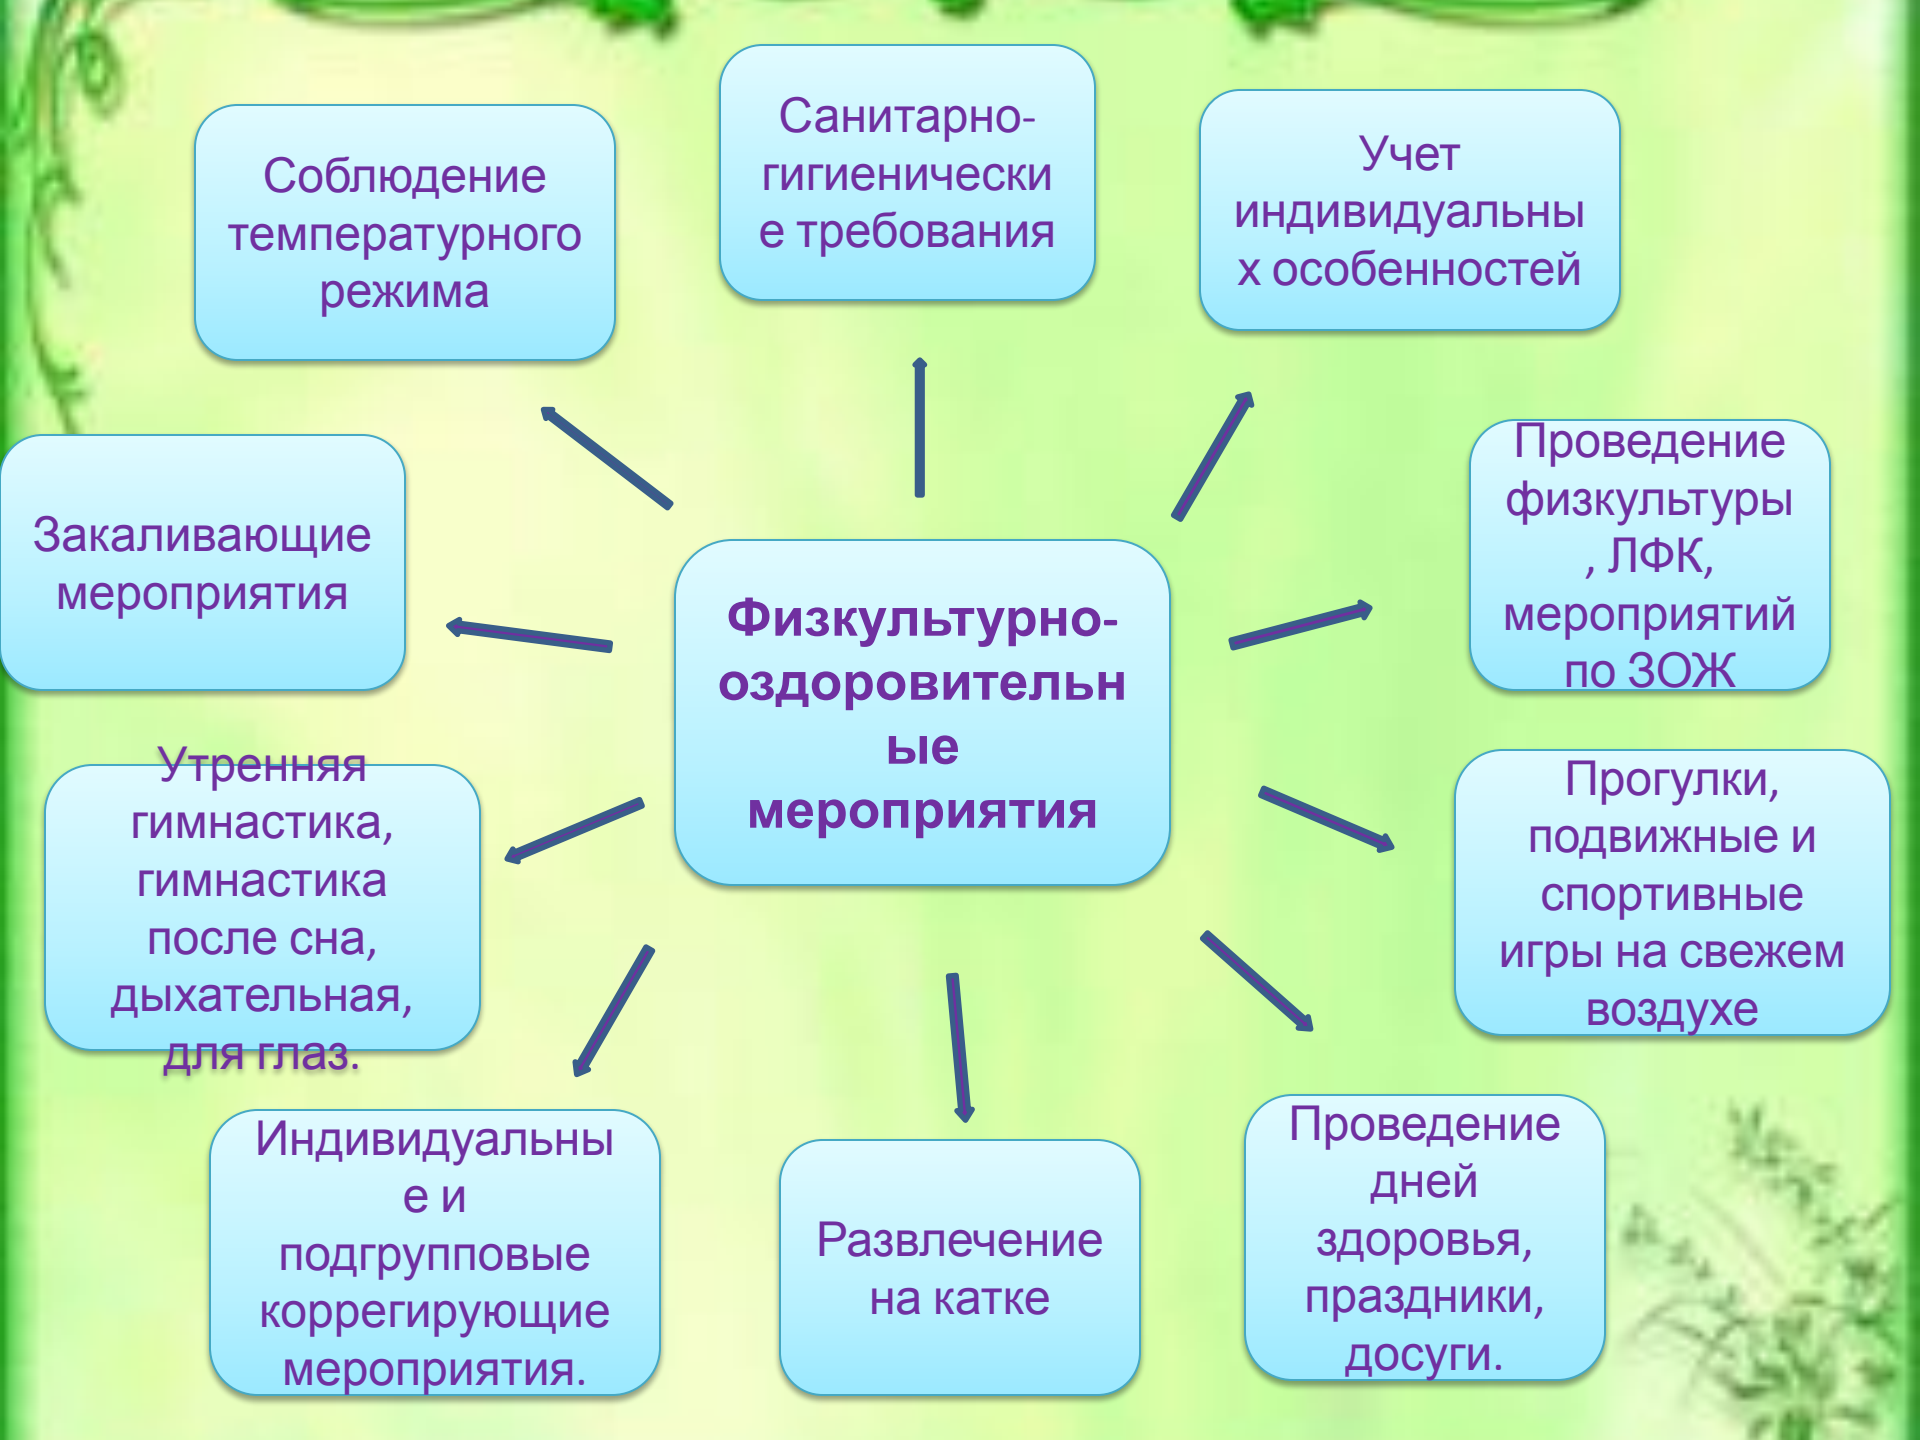 Санитарно-
гигиенически
е требования
Соблюдение
температурного
режима
Учет
индивидуальны
х особенностей
Закаливающие
мероприятия
Проведение
физкультуры
, ЛФК,
мероприятий
по ЗОЖ
Физкультурно-
оздоровительн
ые
мероприятия
Утренняя
гимнастика,
гимнастика
после сна,
дыхательная,
для глаз.
Прогулки,
подвижные и
спортивные
игры на свежем
воздухе
Индивидуальны
е и
подгрупповые
коррегирующие
мероприятия.
Развлечение
на катке
Проведение
дней
здоровья,
праздники,
досуги.